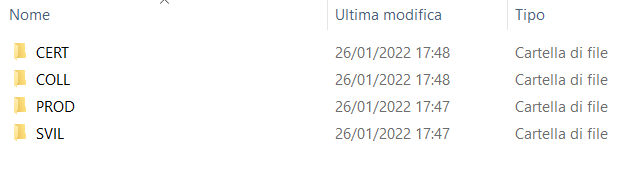 Nome Ultima modifica Tipo
CERT 26/01/2022 17:48 Cartella di file
COLL 26/01/2022 17:48 Cartella di file
PROD 26/01/2022 17:47 Cartella di file
SVIL 26/01/2022 17:47 Cartella di file